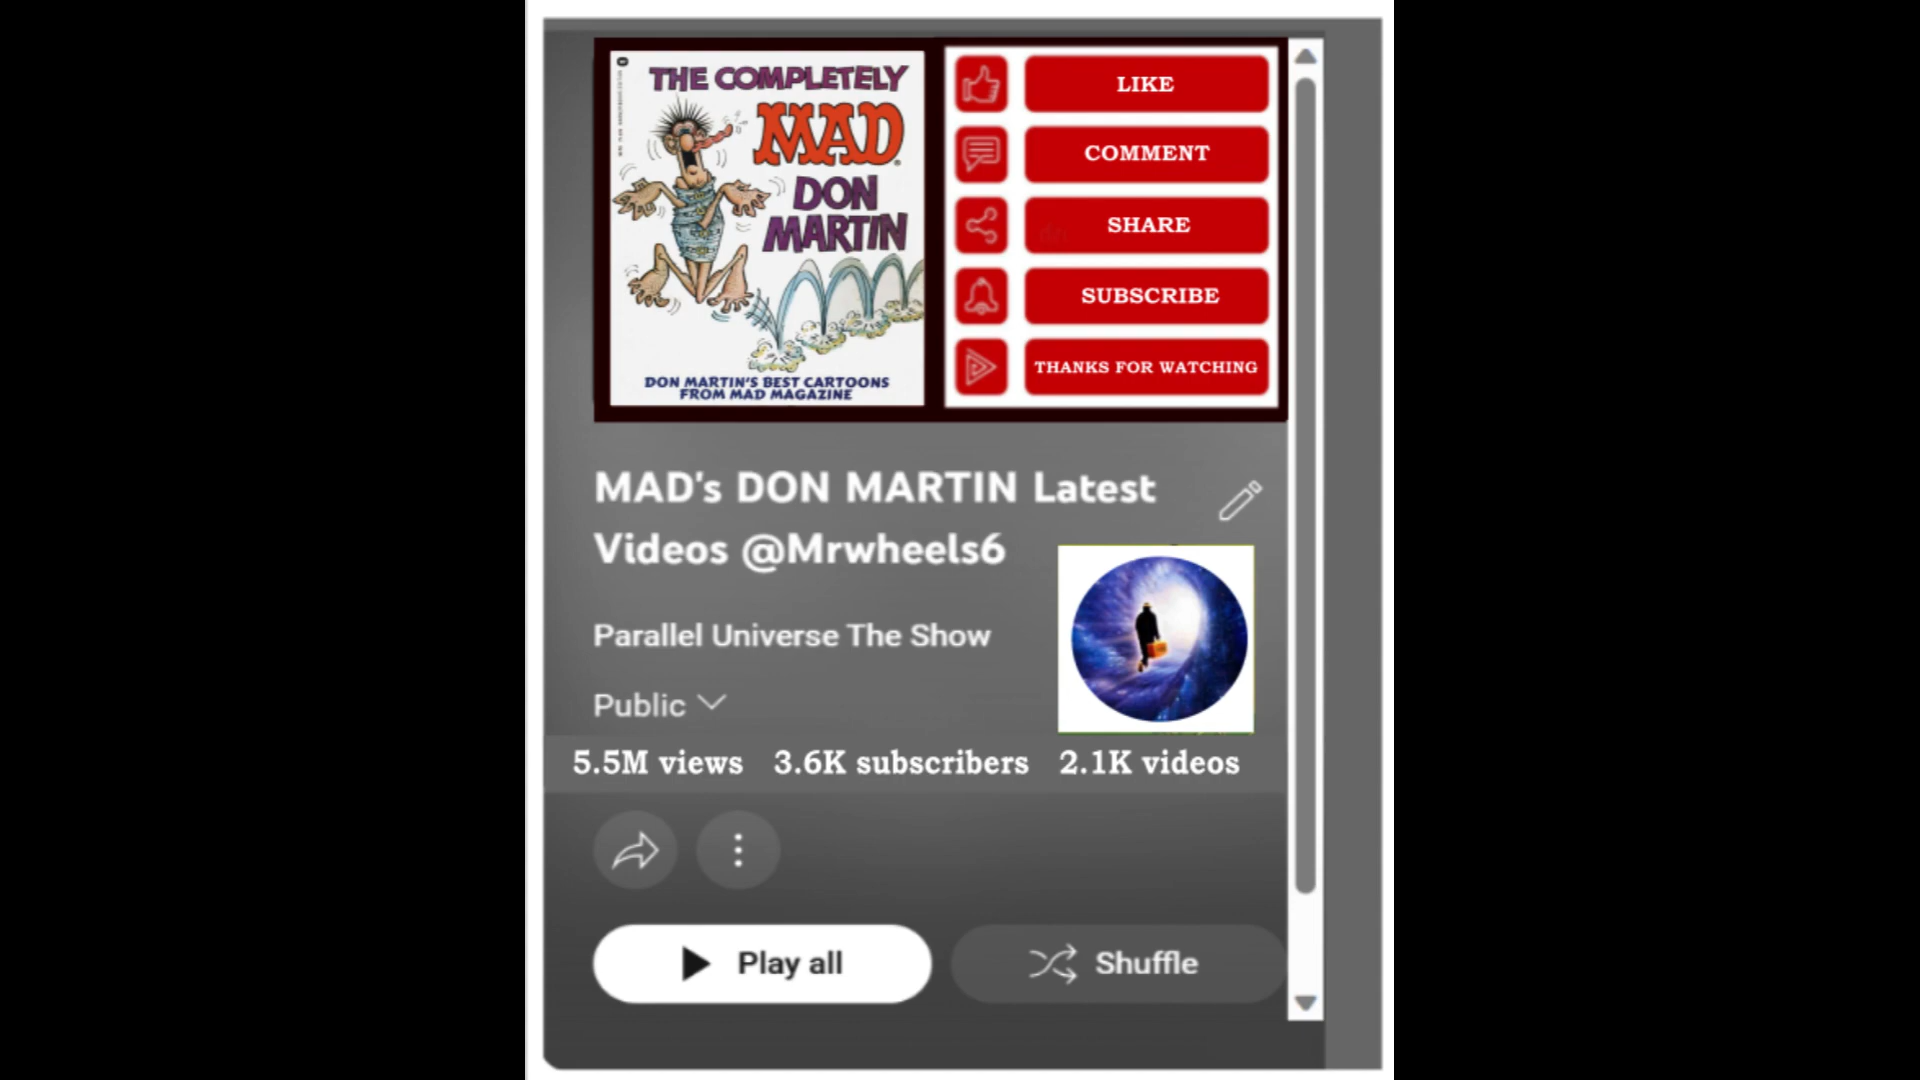 THE COMPLETELY
MAD
DON
MARTIN
DON MARTIN'S BEST CARTOONS
FROM MAD MAGAZINE
LIKE
COMMENT
SHARE
SUBSCRIBE
THANKS FOR WATCHING
MAD's DON MARTIN Latest
Videos @Mrwheels6
Parallel Universe The Show
Public
5.5M views 3.6K subscribers 2.1K videos
Play all
Shuffle